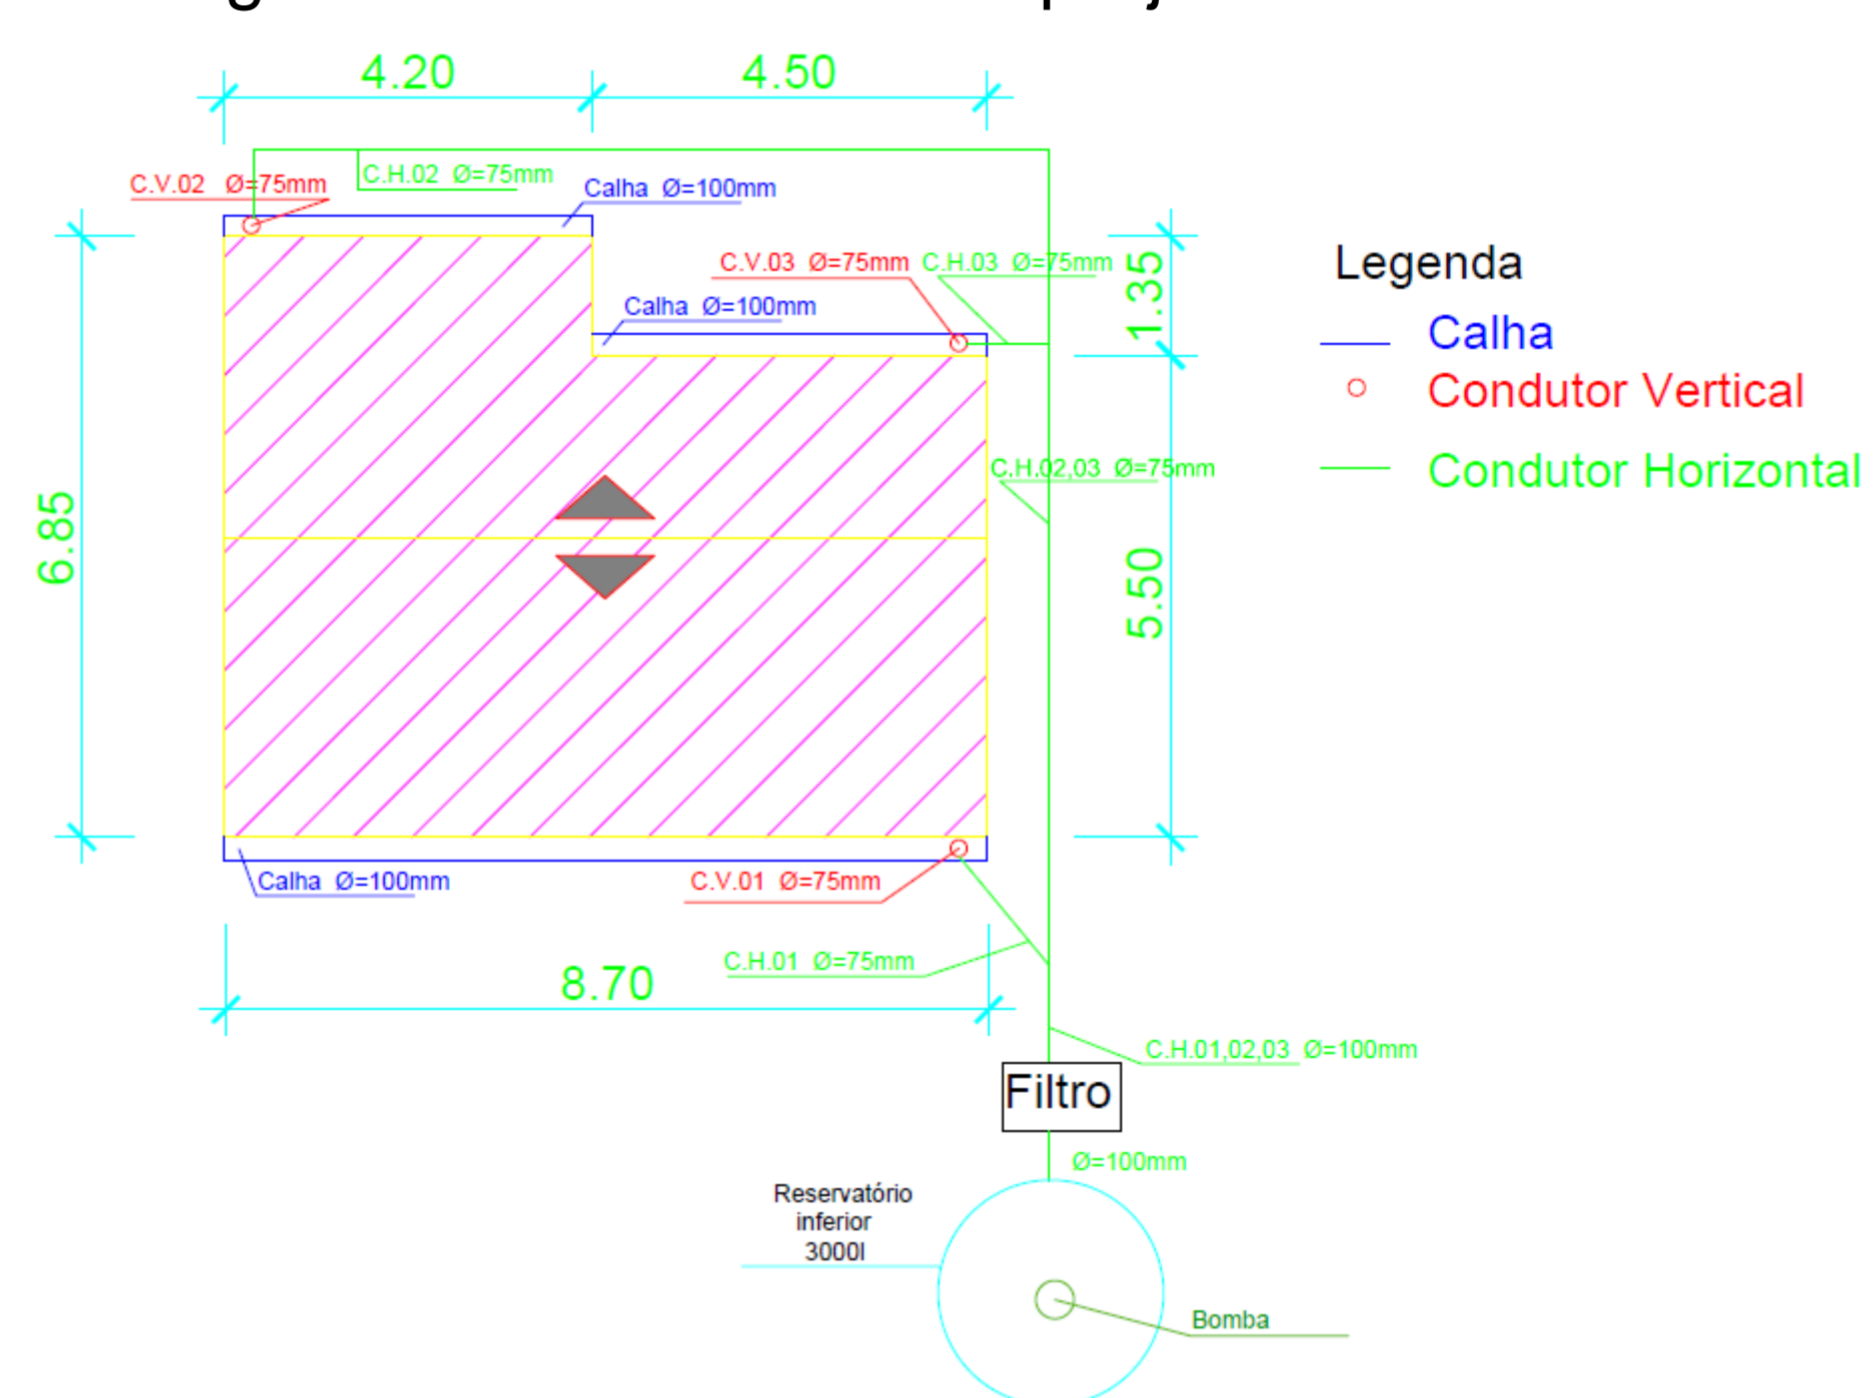 4.20
4.50
C.V.02 Ø=75mm
C.H.02 Ø=75mm
Calha Ø=100mm
C.V.03 Ø=75mm
C.H.03 Ø=75mm
Calha Ø=100mm
1.35
Legenda
Calha
Condutor Vertical
Condutor Horizontal
C.H.02,03 Ø=75mm
6.85
5.50
Calha Ø=100mm
C.V.01 Ø=75mm
C.H.01 Ø=75mm
8.70
C.H.01,02,03 Ø=100mm
Filtro
Ø=100mm
Reservatório
inferior
3000l
Bomba